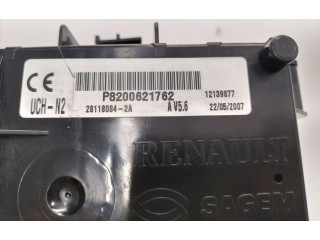 CE P8200621762 12139877
UCH-N2 28118084-2A A V5.6 22/05/2007
RENAULT
SAGEM